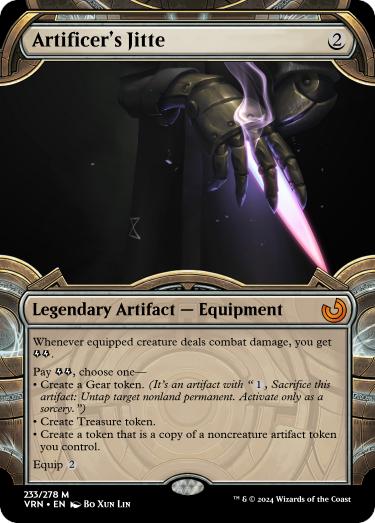 Artificer's Jitte 2
Legendary Artifact — Equipment
Whenever equipped creature deals combat damage, you get
.
Pay , choose one—
• Create a Gear token. (It's an artifact with “ 1 , Sacrifice this
artifact: Untap target nonland permanent. Activate only as a
sorcery.”)
• Create Treasure token.
• Create a token that is a copy of a noncreature artifact token
you control.
Equip 2
233/278 M
VRN • EN Bo Xun Lin
™ & © 2024 Wizards of the Coast